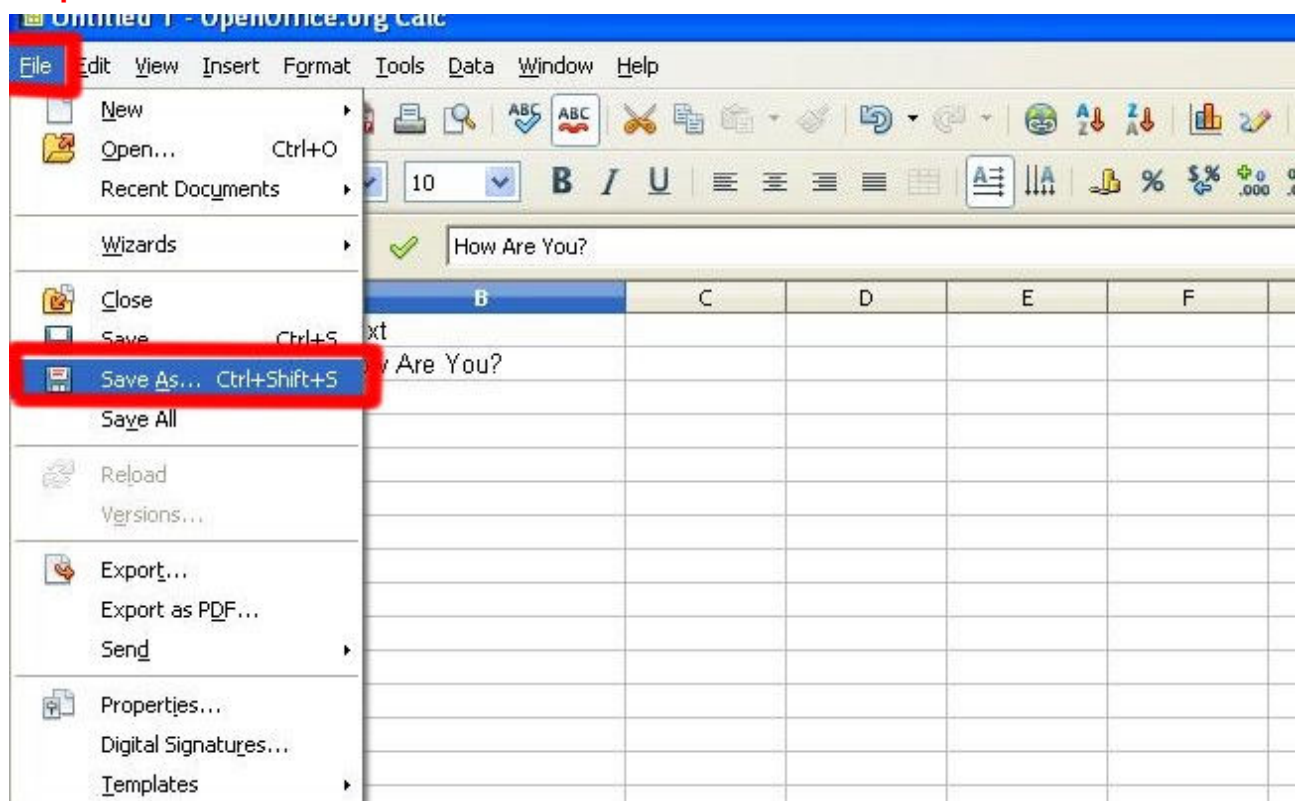 Untitled 1 - OpenOffice.org Calc
File Edit View Insert Format Tools Data Window Help
New
Open... Ctrl+O
Recent Documents
10 B I U
Wizards
How Are You?
Close
B C D E F
Save Ctrl+S
xt
Save As... Ctrl+Shift+S
Are You?
Save All
Reload
Versions...
Export...
Export as PDF...
Send
Properties...
Digital Signatures...
Templates